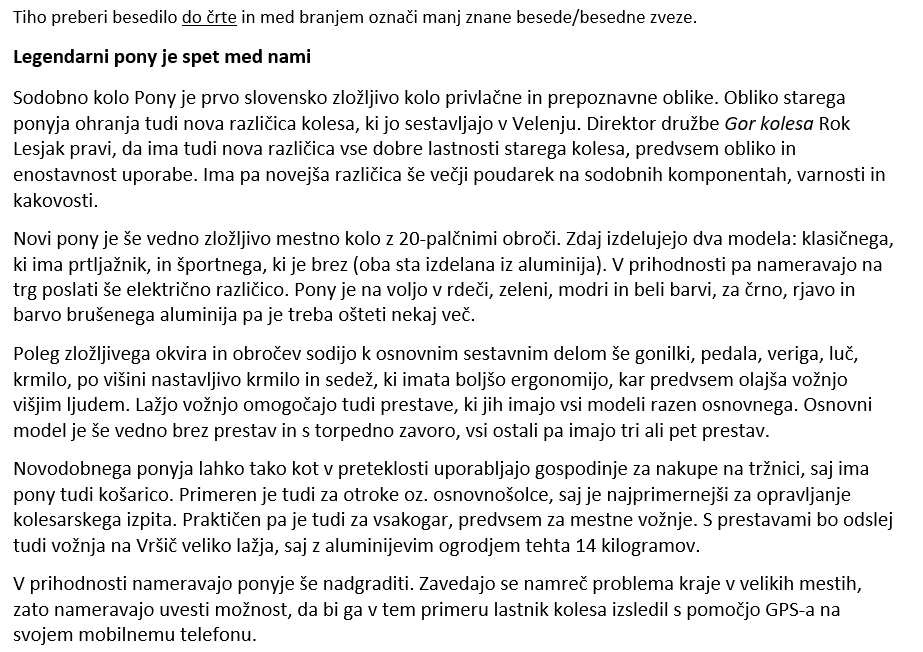 Tiho preberi besedilo do črte in med branjem označi manj znane besede/besedne zveze.
Legendarni pony je spet med nami
Sodobno kolo Pony je prvo slovensko zložljivo kolo privlačne in prepoznavne oblike. Obliko starega
ponyja ohranja tudi nova različica kolesa, ki jo sestavljajo v Velenju. Direktor družbe Gor kolesa Rok
Lesjak pravi, da ima tudi nova različica vse dobre lastnosti starega kolesa, predvsem obliko in
enostavnost uporabe. Ima pa novejša različica še večji poudarek na sodobnih komponentah, varnosti in
kakovosti.
Novi pony je še vedno zložljivo mestno kolo z 20-palčnimi obroči. Zdaj izdelujejo dva modela: klasičnega,
ki ima prtljažnik, in športnega, ki je brez (oba sta izdelana iz aluminija). V prihodnosti pa nameravajo na
trg poslati še električno različico. Pony je na voljo v rdeči, zeleni, modri in beli barvi, za črno, rjavo in
barvo brušenega aluminija pa je treba ošteti nekaj več.
Poleg zložljivega okvira in obročev sodijo k osnovnim sestavnim delom še gonilki, pedala, veriga, luč,
krmilo, po višini nastavljivo krmilo in sedež, ki imata boljšo ergonomijo, kar predvsem olajša vožnjo
višjim ljudem. Lažjo vožnjo omogočajo tudi prestave, ki jih imajo vsi modeli razen osnovnega. Osnovni
model je še vedno brez prestav in s torpedno zavoro, vsi ostali pa imajo tri ali pet prestav.
Novodobnega ponyja lahko tako kot v preteklosti uporabljajo gospodinje za nakupe na tržnici, saj ima
pony tudi košarico. Primeren je tudi za otroke oz. osnovnošolce, saj je najprimernejši za opravljanje
kolesarskega izpita. Praktičen pa je tudi za vsakogar, predvsem za mestne vožnje. S prestavami bo odslej
tudi vožnja na Vršič veliko lažja, saj z aluminijevim ogrodjem tehta 14 kilogramov.
V prihodnosti nameravajo ponyje še nadgraditi. Zavedajo se namreč problema kraje v velikih mestih,
zato nameravajo uvesti možnost, da bi ga v tem primeru lastnik kolesa izsledil s pomočjo GPS-a na
svojem mobilnemu telefonu.